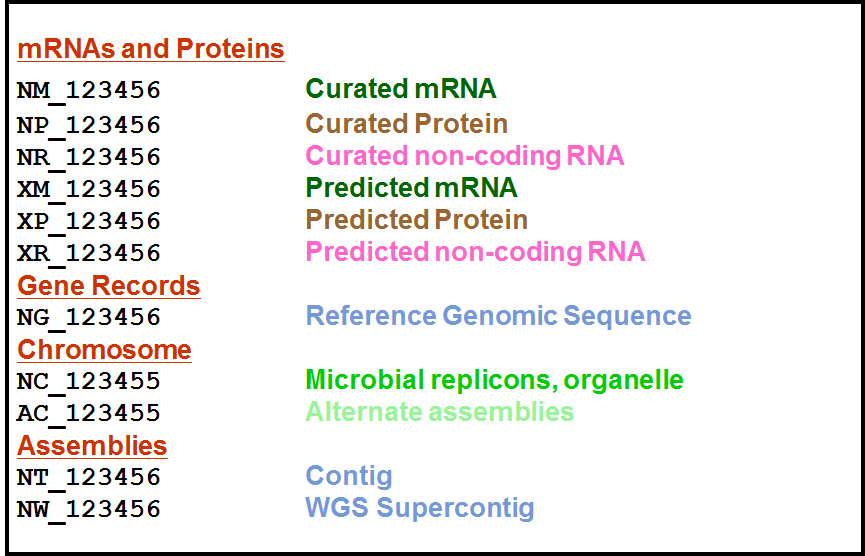 mRNAs and Proteins
NM_123456 Curated mRNA
NP_123456 Curated Protein
NR_123456 Curated non-coding RNA
XM_123456 Predicted mRNA
XP_123456 Predicted Protein
XR_123456 Predicted non-coding RNA
Gene Records
NG_123456 Reference Genomic Sequence
Chromosome
NC_123455 Microbial replicons, organelle
AC_123455 Alternate assemblies
Assemblies
NT_123456 Contig
NW_123456 WGS Supercontig